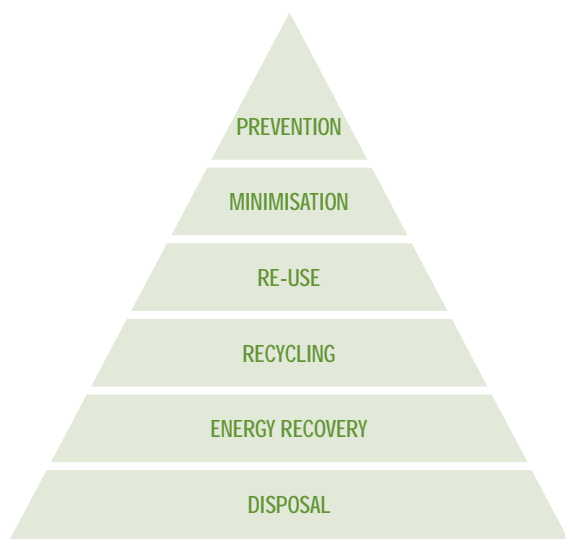 PREVENTION
MINIMISATION
RE-USE
RECYCLING
ENERGY RECOVERY
DISPOSAL